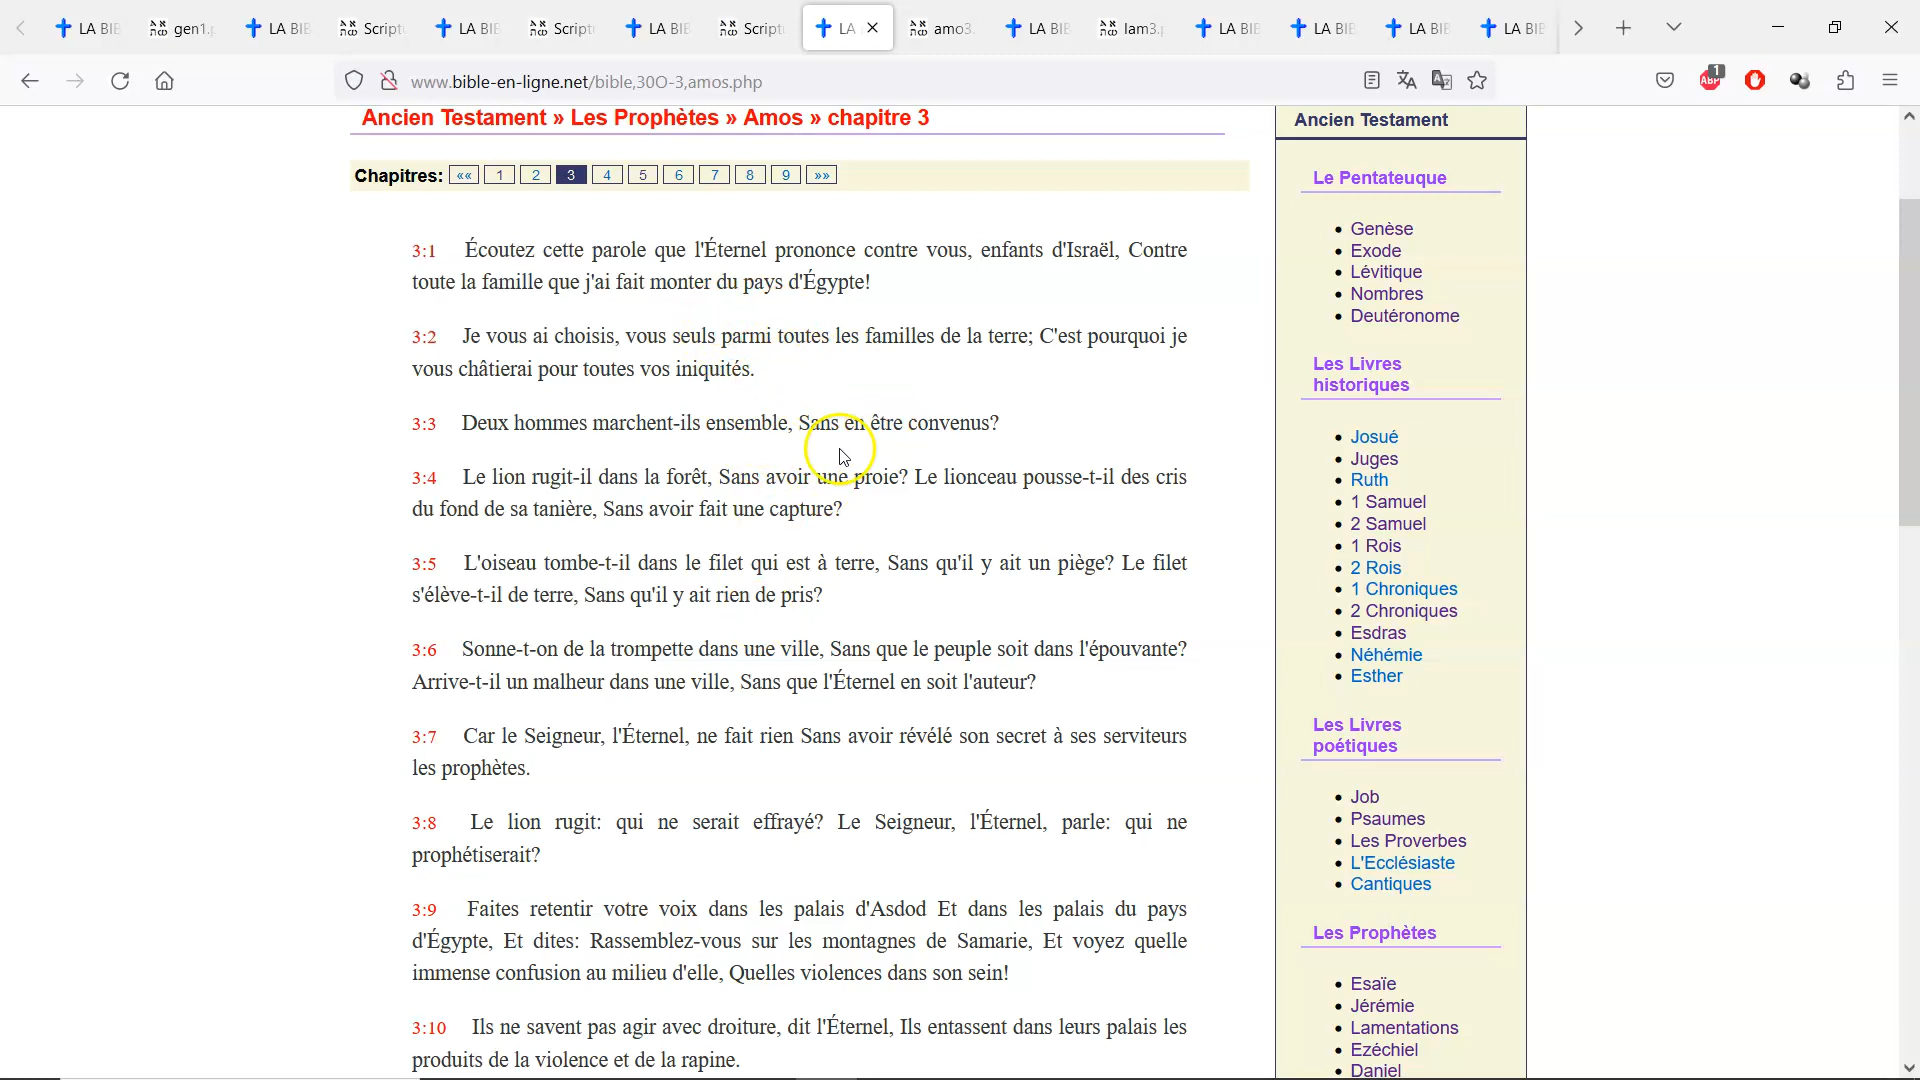 LA BIB
gen1.p
LA BIB
Script
LA BIB
Script
LA BIB
Script
LA
amo3.
LA BIB
lam3.p
LA BIB
LA BIB
LA BIB
LA BIB
www.bible-en-ligne.net/bible,30O-3,amos.php
ABP
1
Ancien Testament » Les Prophètes » Amos » chapitre 3
Chapitres: «« 1 2 3 4 5 6 7 8 9 »»
3:1 Écoutez cette parole que l'Éternel prononce contre vous, enfants d'Israël, Contre
toute la famille que j'ai fait monter du pays d'Égypte!
3:2 Je vous ai choisis, vous seuls parmi toutes les familles de la terre; C'est pourquoi je
vous châtierai pour toutes vos iniquités.
3:3 Deux hommes marchent-ils ensemble, Sans en être convenus?
3:4 Le lion rugit-il dans la forêt, Sans avoir une proie? Le lionceau pousse-t-il des cris
du fond de sa tanière, Sans avoir fait une capture?
3:5 L'oiseau tombe-t-il dans le filet qui est à terre, Sans qu'il y ait un piège? Le filet
s'élève-t-il de terre, Sans qu'il y ait rien de pris?
3:6 Sonne-t-on de la trompette dans une ville, Sans que le peuple soit dans l'épouvante?
Arrive-t-il un malheur dans une ville, Sans que l'Éternel en soit l'auteur?
3:7 Car le Seigneur, l'Éternel, ne fait rien Sans avoir révélé son secret à ses serviteurs
les prophètes.
3:8 Le lion rugit: qui ne serait effrayé? Le Seigneur, l'Éternel, parle: qui ne
prophétiserait?
3:9 Faites retentir votre voix dans les palais d'Asdod Et dans les palais du pays
d'Égypte, Et dites: Rassemblez-vous sur les montagnes de Samarie, Et voyez quelle
immense confusion au milieu d'elle, Quelles violences dans son sein!
3:10 Ils ne savent pas agir avec droiture, dit l'Éternel, Ils entassent dans leurs palais les
produits de la violence et de la rapine.
Ancien Testament
Le Pentateuque
Genèse
Exode
Lévitique
Nombres
Deutéronome
Les Livres
historiques
Josué
Juges
Ruth
1 Samuel
2 Samuel
1 Rois
2 Rois
1 Chroniques
2 Chroniques
Esdras
Néhémie
Esther
Les Livres
poétiques
Job
Psaumes
Les Proverbes
L'Ecclésiaste
Cantiques
Les Prophètes
Esaïe
Jérémie
Lamentations
Ezéchiel
Daniel